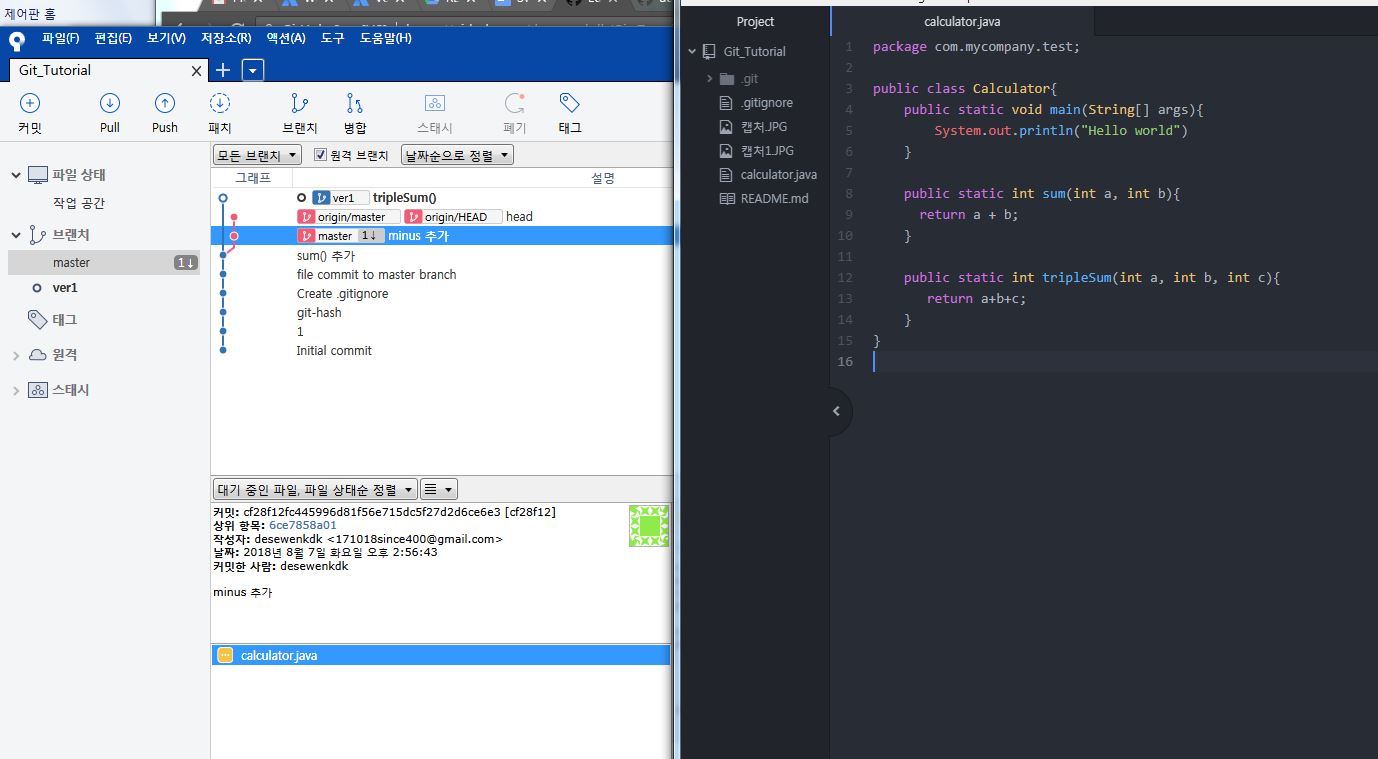 제어판 홈
파일(F) 편집(E) 보기(V) 저장소(R) 액션(A) 도구 도움말(H)
Git_Tutorial
커밋 Pull Push 패치 브랜치 병합 스태시 폐기 태그
파일 상태
작업 공간
브랜치
master 1↓
ver1
태그
원격
스태시
모든 브랜치 원격 브랜치 날짜순으로 정렬
그래프 설명
ver1 tripleSum()
origin/master origin/HEAD head
master 1↓ minus 추가
sum() 추가
file commit to master branch
Create .gitignore
git-hash
1
Initial commit
대기 중인 파일, 파일 상태순 정렬
커밋: cf28f12fc445996d81f56e715dc5f27d2d6ce6e3 [cf28f12]
상위 항목: 6ce7858a01
작성자: desewenkdk <171018since400@gmail.com>
날짜: 2018년 8월 7일 화요일 오후 2:56:43
커밋한 사람: desewenkdk
minus 추가
calculator.java
Project
Git_Tutorial
.git
.gitignore
캡처.JPG
캡처1.JPG
calculator.java
README.md
calculator.java
1 package com.mycompany.test;
2
3 public class Calculator{
4 public static void main(String[] args){
5 System.out.println("Hello world")
6 }
7
8 public static int sum(int a, int b){
9 return a + b;
10 }
11
12 public static int tripleSum(int a, int b, int c){
13 return a+b+c;
14 }
15 }
16